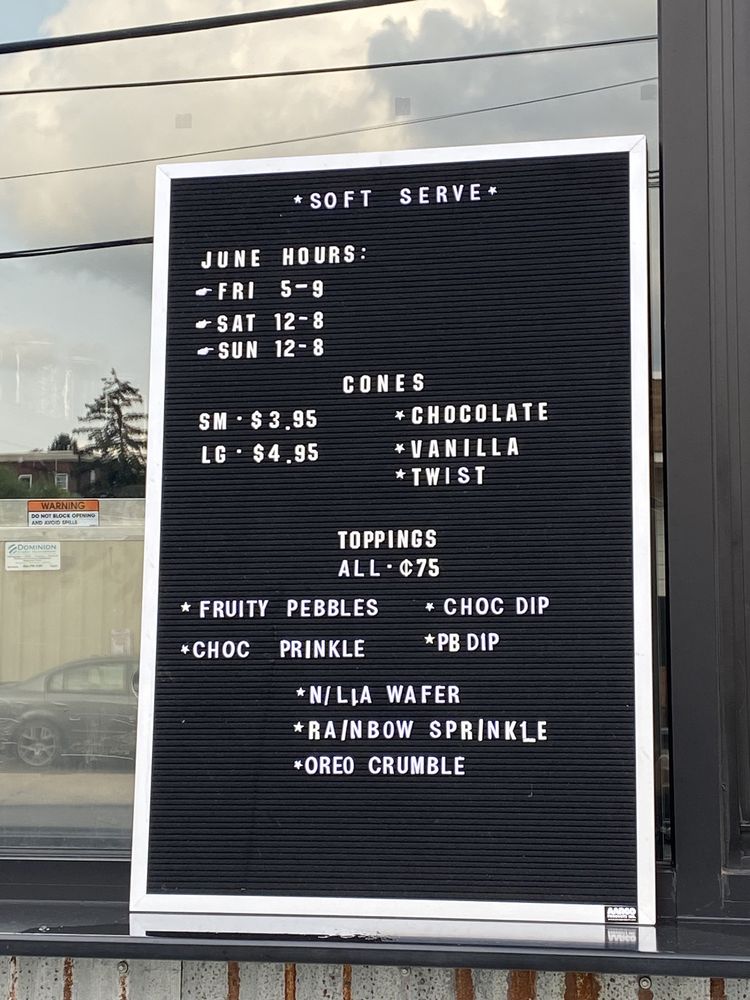 *SOFT SERVE*
JUNE HOURS:
FRI 5-9
SAT 12-8
SUN 12-8
CONES
SM · $3.95 *CHOCOLATE
LG · $4.95 *VANILLA
*TWIST
TOPPINGS
ALL · ¢75
* FRUITY PEBBLES * CHOC DIP
*CHOC PRINKLE *PB DIP
*N/LLA WAFER
*RA/NBOW SPR/NKLE
*OREO CRUMBLE
WARNING
DO NOT BLOCK OPENING
AND AVOID SPILLS
DOMINION
AARCO